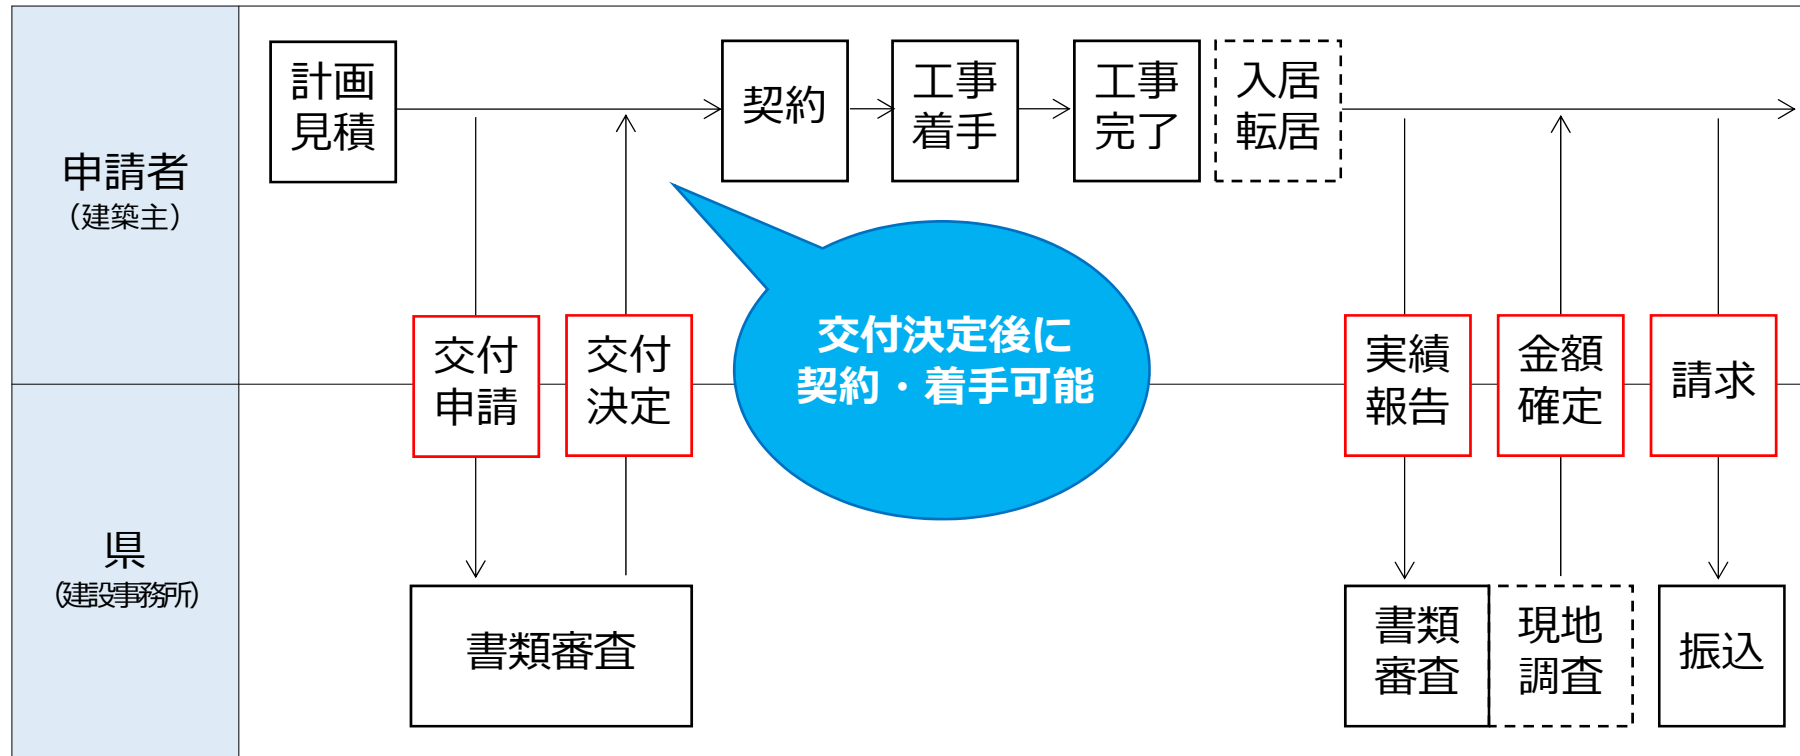 申請者
（建築主）
計画
見積
契約
工事
着手
工事
完了
入居
転居
交付
申請
交付
決定
交付決定後に
契約・着手可能
実績
報告
金額
確定
請求
県
（建設事務所）
書類審査
書類
審査
現地
調査
振込